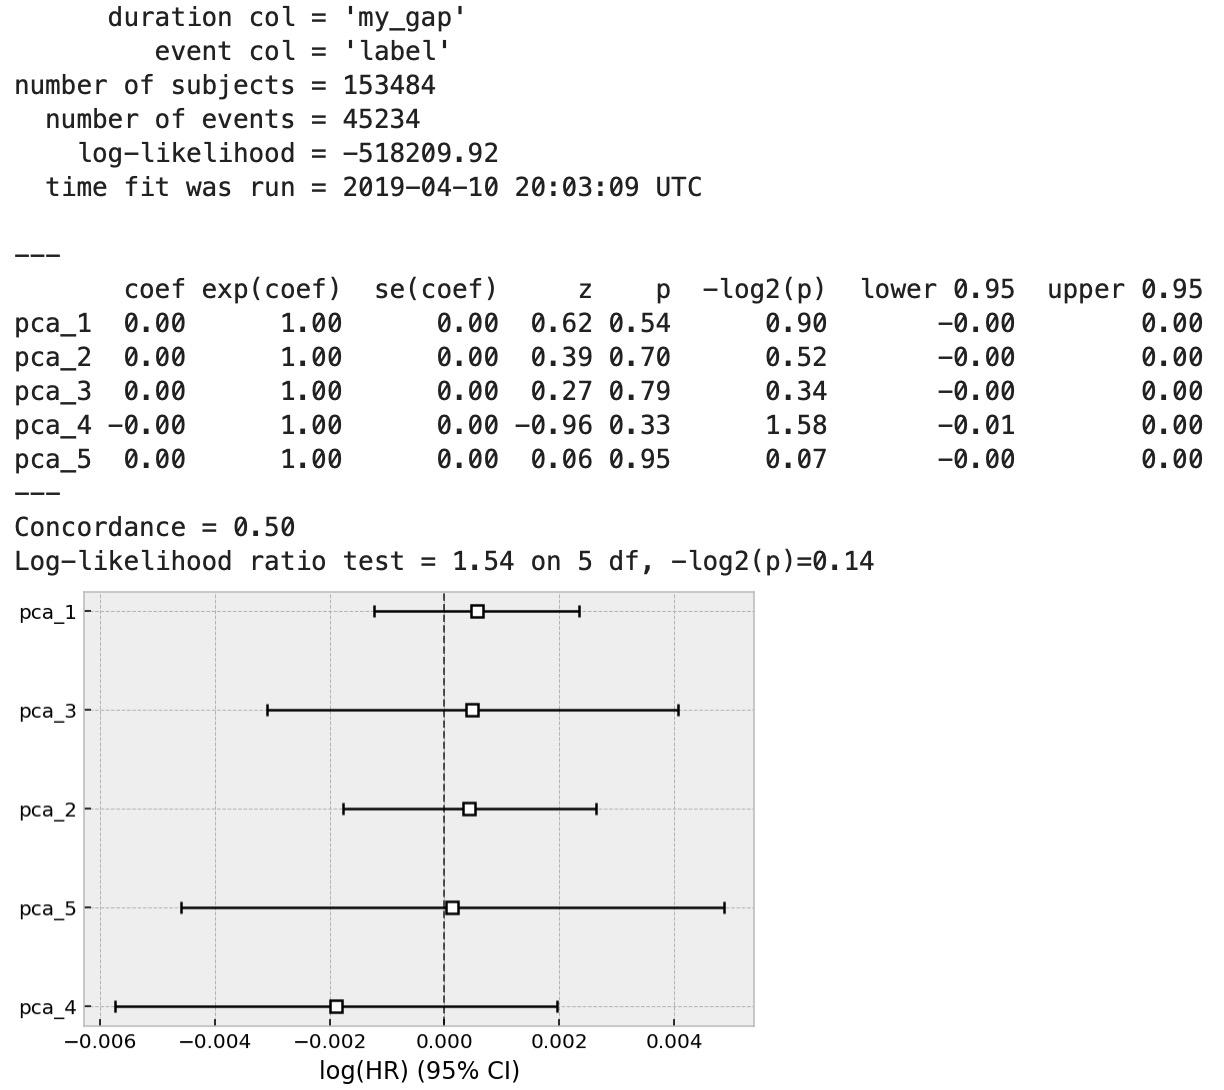 duration col = 'my_gap'
event col = 'label'
number of subjects = 153484
number of events = 45234
log-likelihood = -518209.92
time fit was run = 2019-04-10 20:03:09 UTC
---
coef exp(coef) se(coef) z p -log2(p) lower 0.95 upper 0.95
pca_1 0.00 1.00 0.00 0.62 0.54 0.90 -0.00 0.00
pca_2 0.00 1.00 0.00 0.39 0.70 0.52 -0.00 0.00
pca_3 0.00 1.00 0.00 0.27 0.79 0.34 -0.00 0.00
pca_4 -0.00 1.00 0.00 -0.96 0.33 1.58 -0.01 0.00
pca_5 0.00 1.00 0.00 0.06 0.95 0.07 -0.00 0.00
---
Concordance = 0.50
Log-likelihood ratio test = 1.54 on 5 df, -log2(p)=0.14
pca_1
pca_3
pca_2
pca_5
pca_4
−0.006 −0.004 −0.002 0.000 0.002 0.004
log(HR) (95% CI)